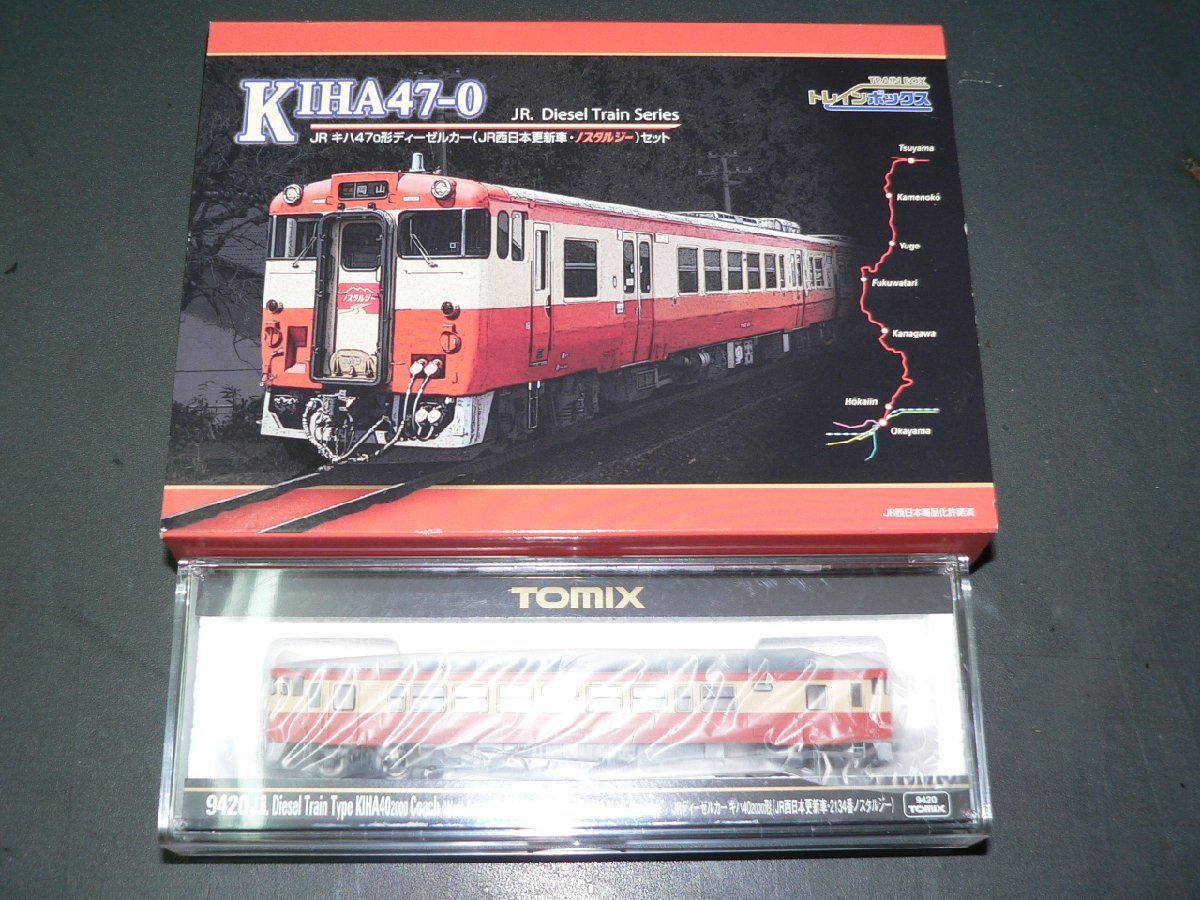 KIHA47-0
JR. Diesel Train Series
JR キハ470形ディーゼルカー(JR西日本更新車・ノスタルジー)セット
TRAIN BOX
トレインボックス
岡山
ノスタルジー
Tsuyama
Kamenokō
Yuge
Fukuwatari
Kanagawa
Hōkaiin
Okayama
JR西日本商品化許諾済
TOMIX
9420 J.R. Diesel Train Type KIHA402000 Coach
JRディーゼルカー キハ402000形(JR西日本更新車・2134番ノスタルジー)
9420
TOMIX